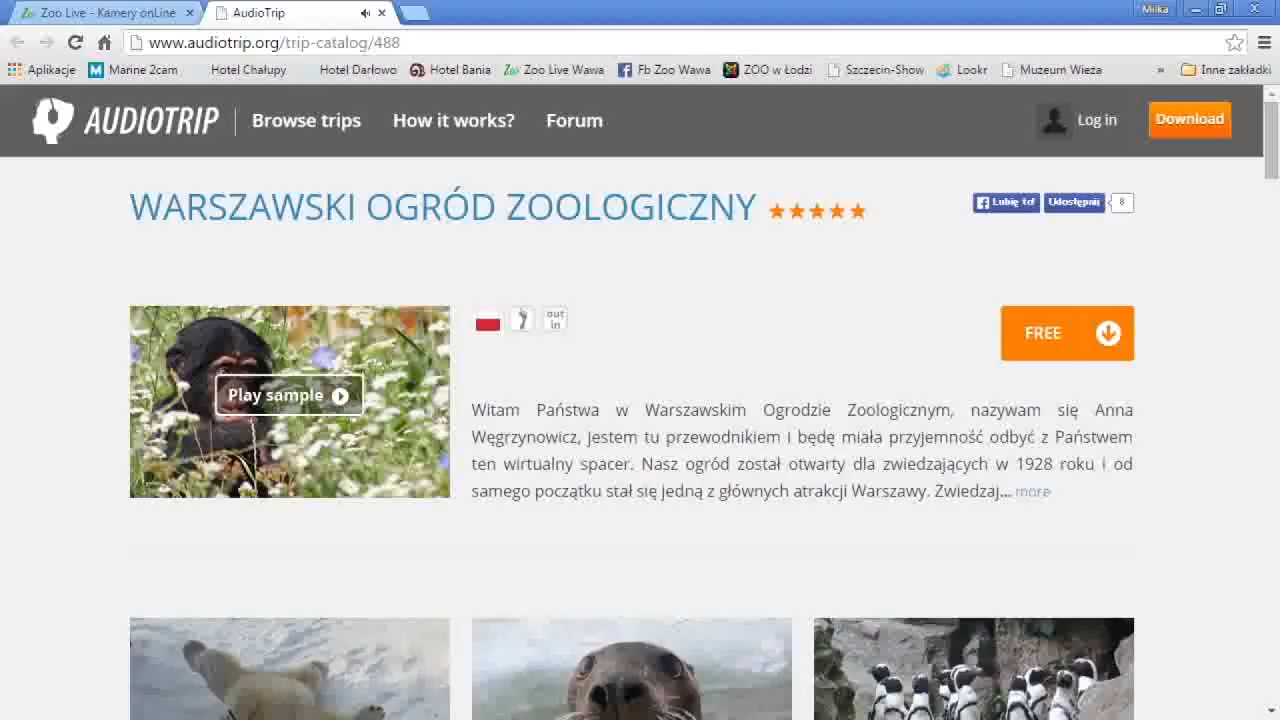 Zoo Live - Kamery onLine
AudioTrip
Milka
www.audiotrip.org/trip-catalog/488
Aplikacje
M Marine 2cam
Hotel Chałupy
Hotel Darłowo
Hotel Bania
Zoo Live Wawa
Fb Zoo Wawa
ZOO w Łodzi
Szczecin-Show
Lookr
Muzeum Wieża
»
Inne zakładki
AUDIOTRIP
Browse trips
How it works?
Forum
Log in
Download
WARSZAWSKI OGRÓD ZOOLOGICZNY
Lubię to!
Udostępnij
8
Play sample
out
in
FREE
Witam Państwa w Warszawskim Ogrodzie Zoologicznym, nazywam się Anna
Węgrzynowicz, jestem tu przewodnikiem i będę miała przyjemność odbyć z Państwem
ten wirtualny spacer. Nasz ogród został otwarty dla zwiedzających w 1928 roku i od
samego początku stał się jedną z głównych atrakcji Warszawy. Zwiedzaj... more